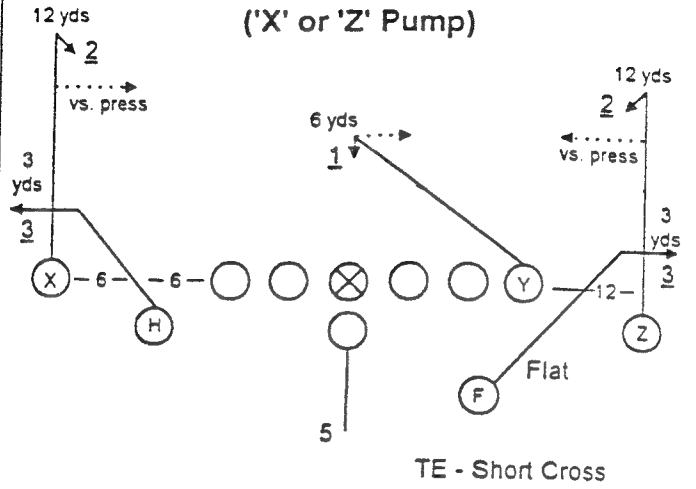 ('X' or 'Z' Pump)
12 yds
2
vs. press
12 yds
2
vs. press
6 yds
1
3
yds
3
3
yds
3
X
6
6
Y
12
H
Z
F
Flat
5
TE - Short Cross